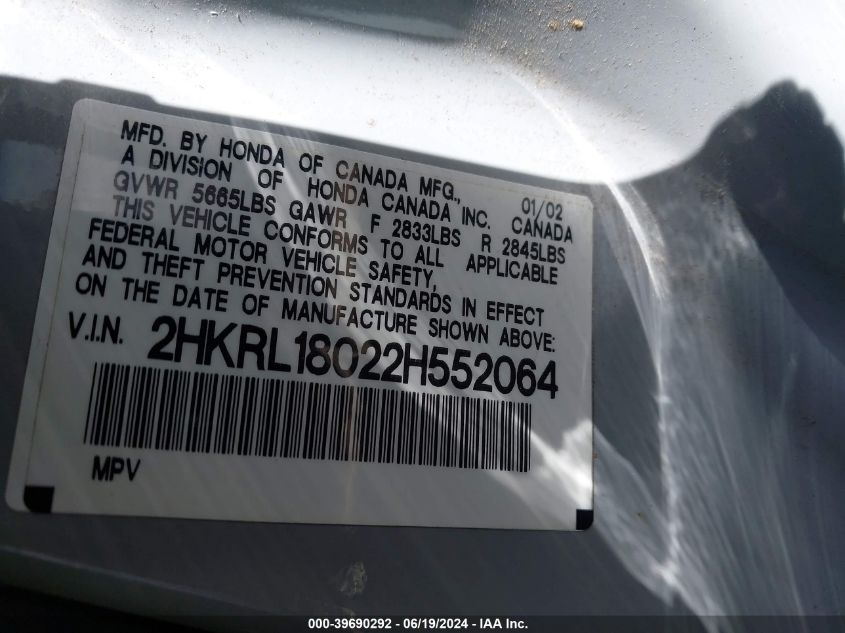 MFD. BY HONDA OF CANADA MFG., 01/02
A DIVISION OF HONDA CANADA INC. CANADA
GVWR 5665LBS GAWR F 2833LBS R 2845LBS
THIS VEHICLE CONFORMS TO ALL APPLICABLE
FEDERAL MOTOR VEHICLE SAFETY,
AND THEFT PREVENTION STANDARDS IN EFFECT
ON THE DATE OF MANUFACTURE SHOWN ABOVE:
V.I.N. 2HKRL18022H552064
MPV
000-39690292 - 06/19/2024 - IAA Inc.